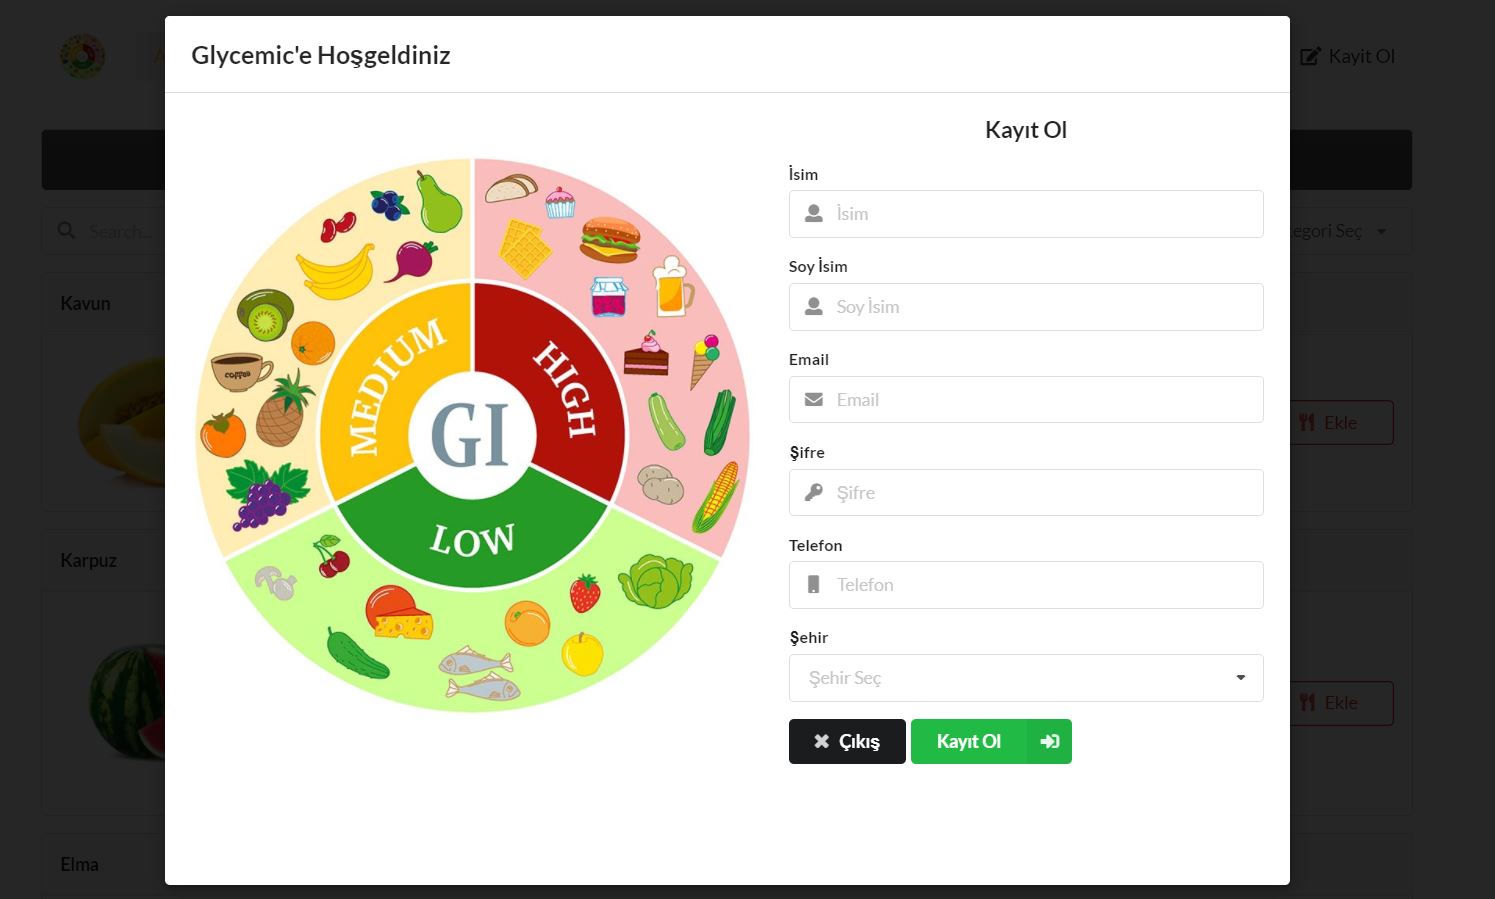 Glycemic'e Hoşgeldiniz
Kayit Ol
Search...
Seç
Kavun
Ekle
Karpuz
Ekle
Elma
MEDIUM
HIGH
LOW
GI
COFFEE
Kayıt Ol
İsim
İsim
Soy İsim
Soy İsim
Email
Email
Şifre
Şifre
Telefon
Telefon
Şehir
Şehir Seç
Çıkış
Kayıt Ol